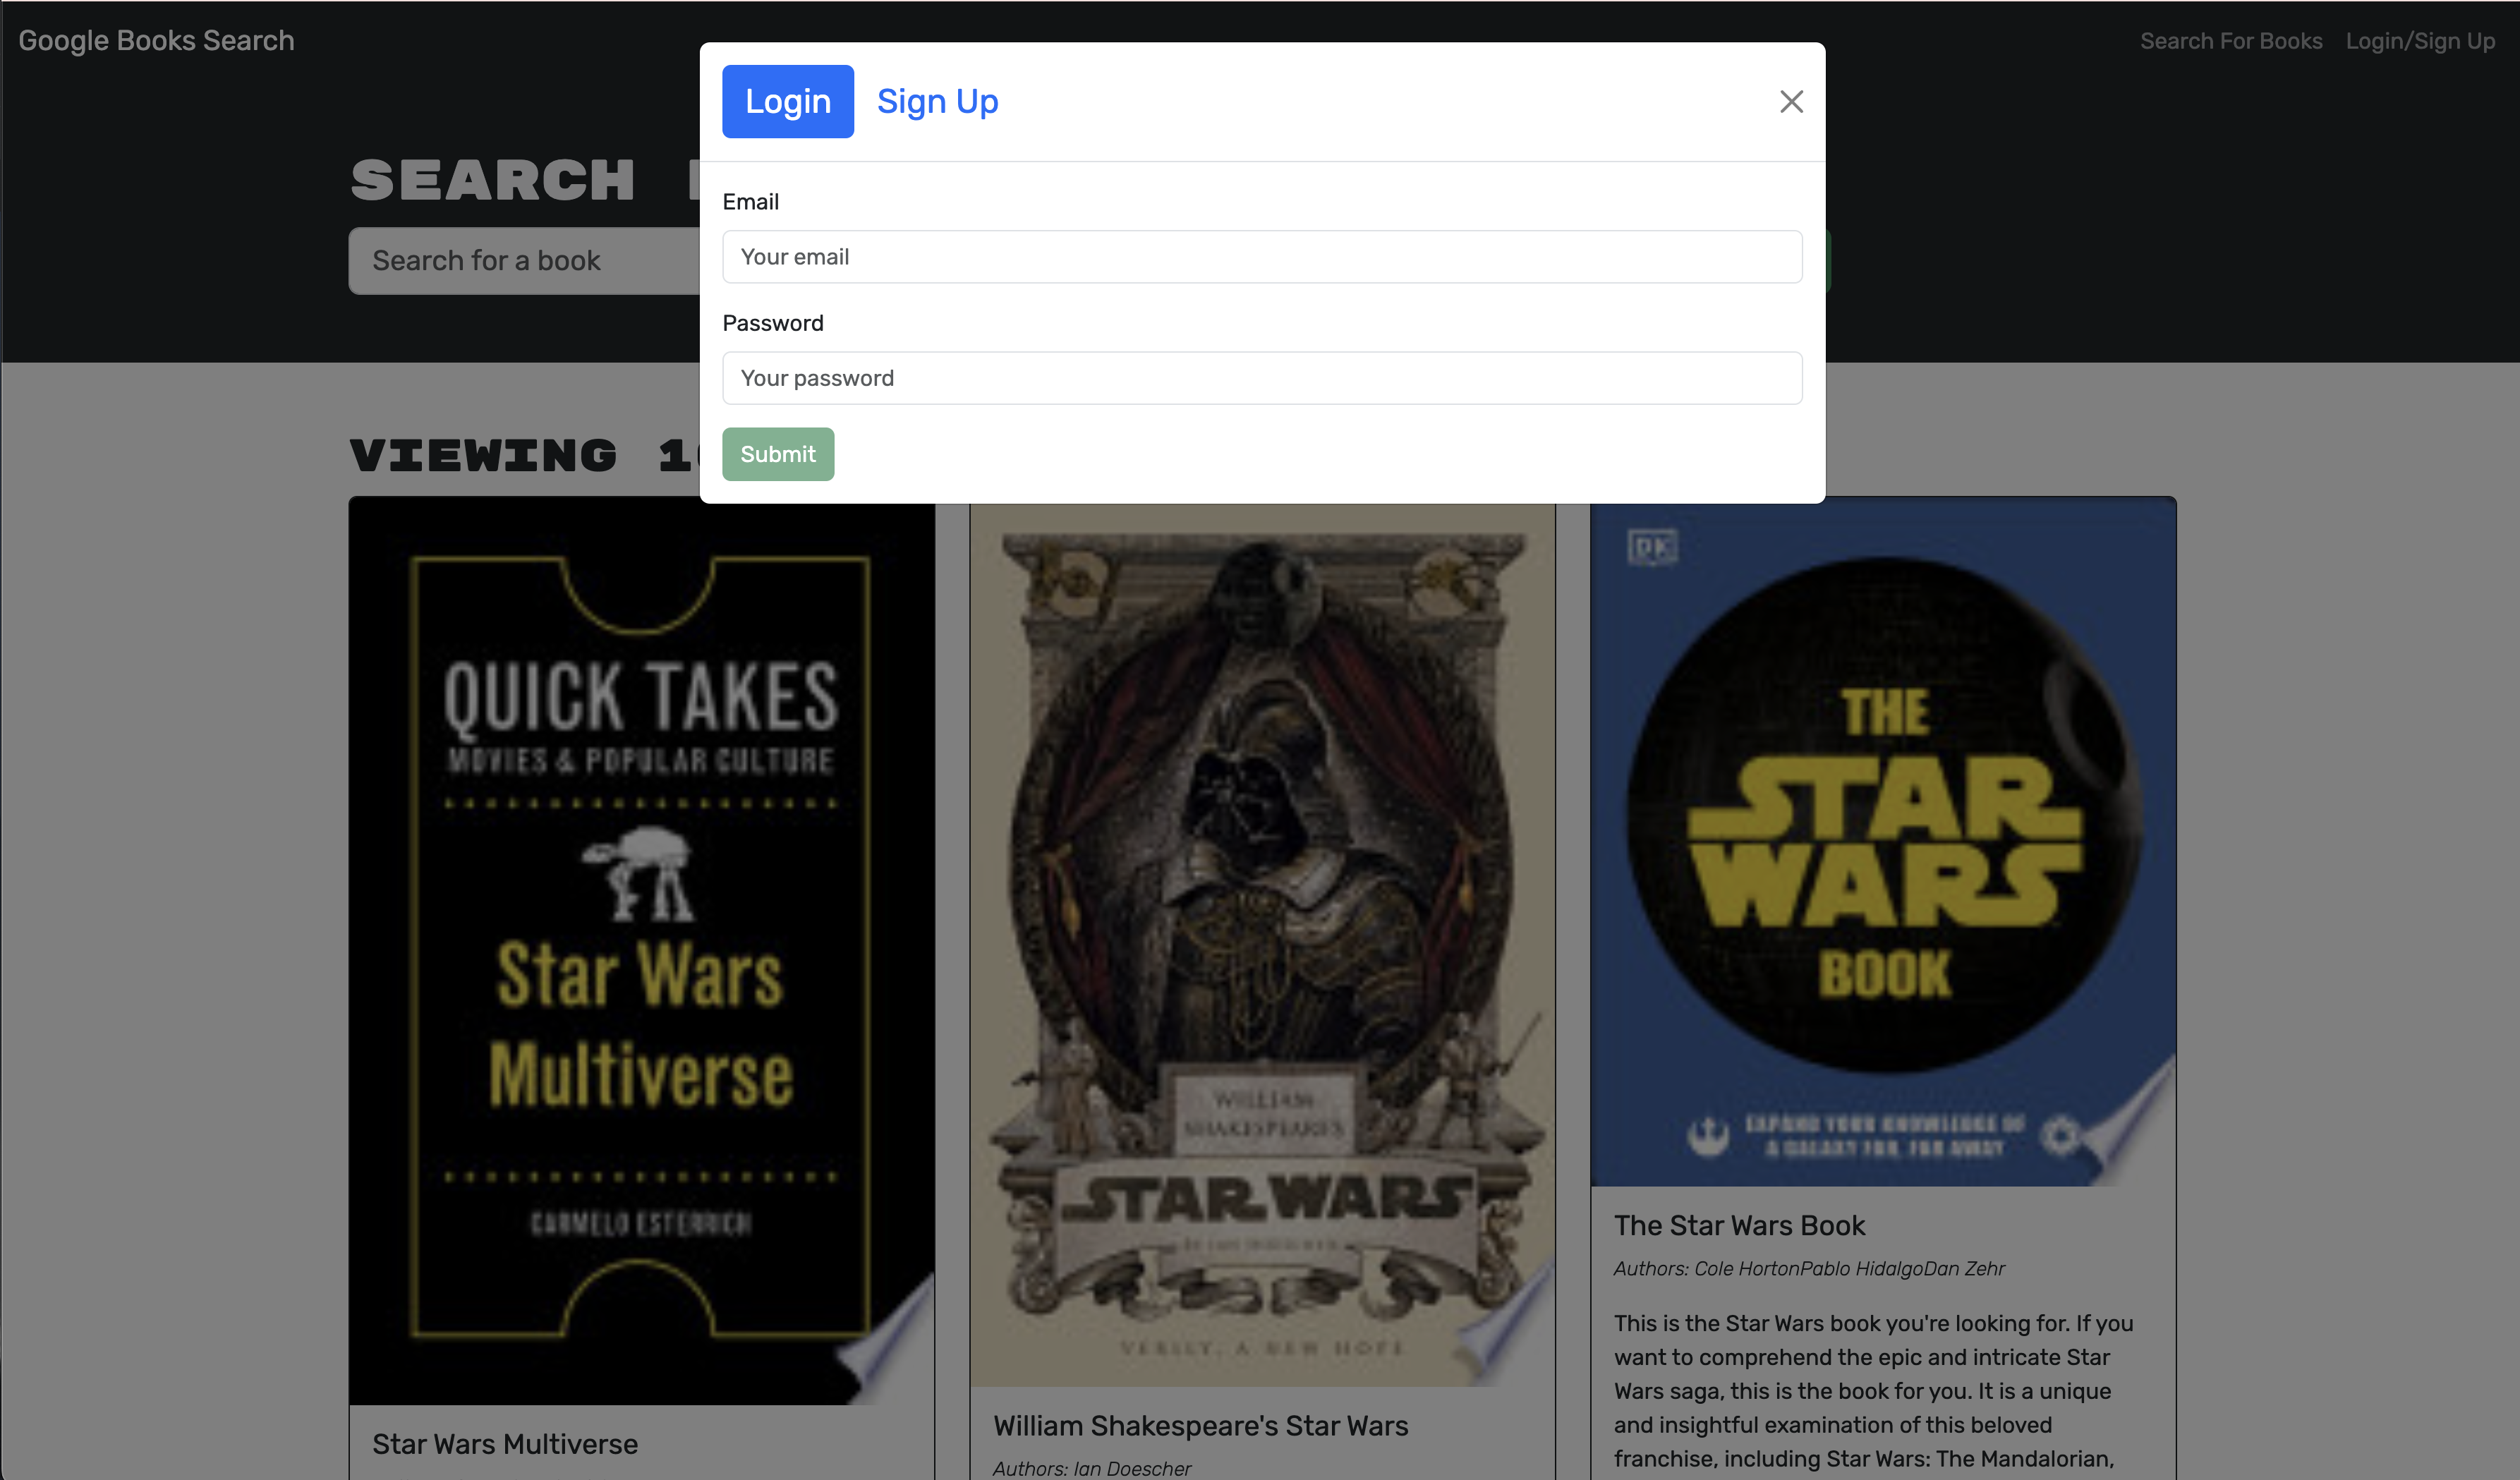 Google Books Search
Search For Books
Login/Sign Up
Login
Sign Up
SEARCH
Search for a book
Email
Your email
Password
Your password
Submit
VIEWING
QUICK TAKES
MOVIES & POPULAR CULTURE
Star Wars
Multiverse
CARMELO ESTERRICH
Star Wars Multiverse
WILLIAM
SHAKESPEARE'S
STAR WARS
VERILY, A NEW HOPE
William Shakespeare's Star Wars
Authors: Ian Doescher
DK
THE
STAR
WARS
BOOK
EXPAND YOUR KNOWLEDGE OF
A GALAXY FAR, FAR AWAY
The Star Wars Book
Authors: Cole HortonPablo HidalgoDan Zehr
This is the Star Wars book you're looking for. If you
want to comprehend the epic and intricate Star
Wars saga, this is the book for you. It is a unique
and insightful examination of this beloved
franchise, including Star Wars: The Mandalorian,